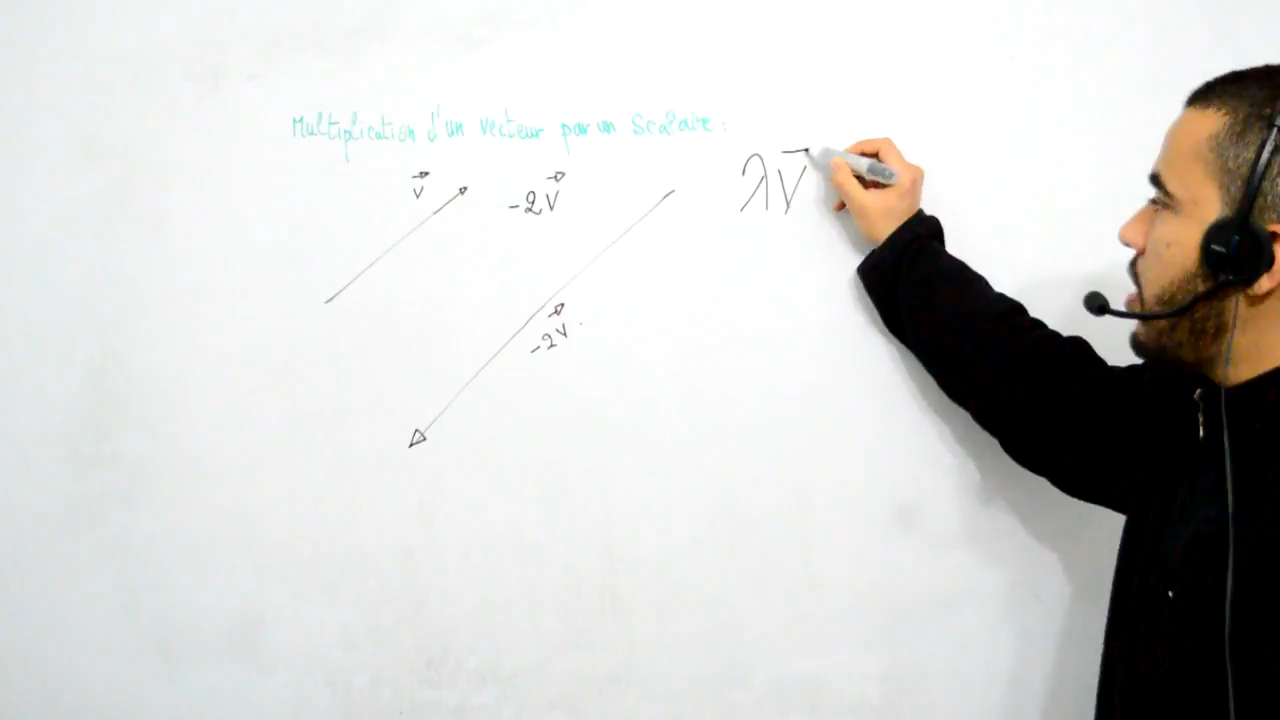 Multiplication d'un vecteur par un Scalaire :
v⃗
-2v⃗
λv⃗
-2v⃗.